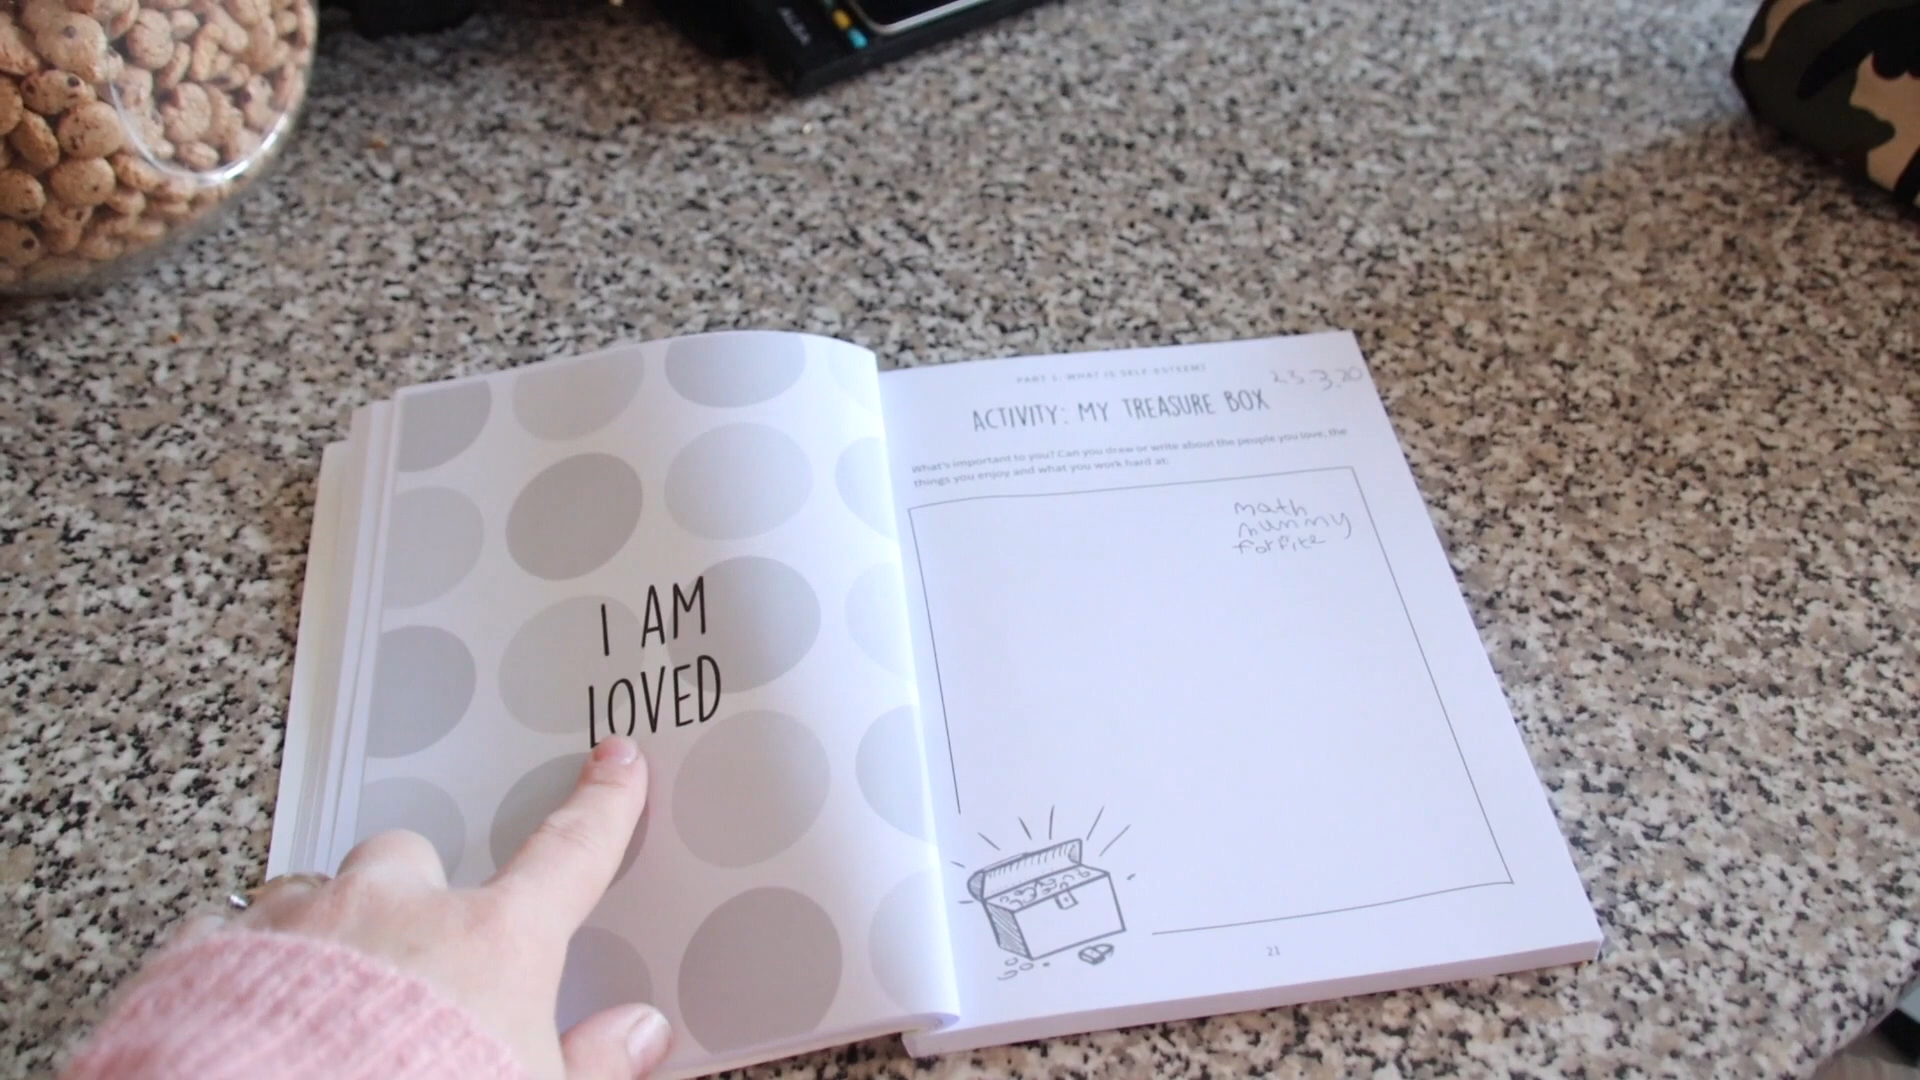 I AM
LOVED
PART 1: WHAT IS SELF-ESTEEM?
23.3.20
ACTIVITY: MY TREASURE BOX
What's important to you? Can you draw or write about the people you love, the
things you enjoy and what you work hard at:
math
mummy
forfite
21